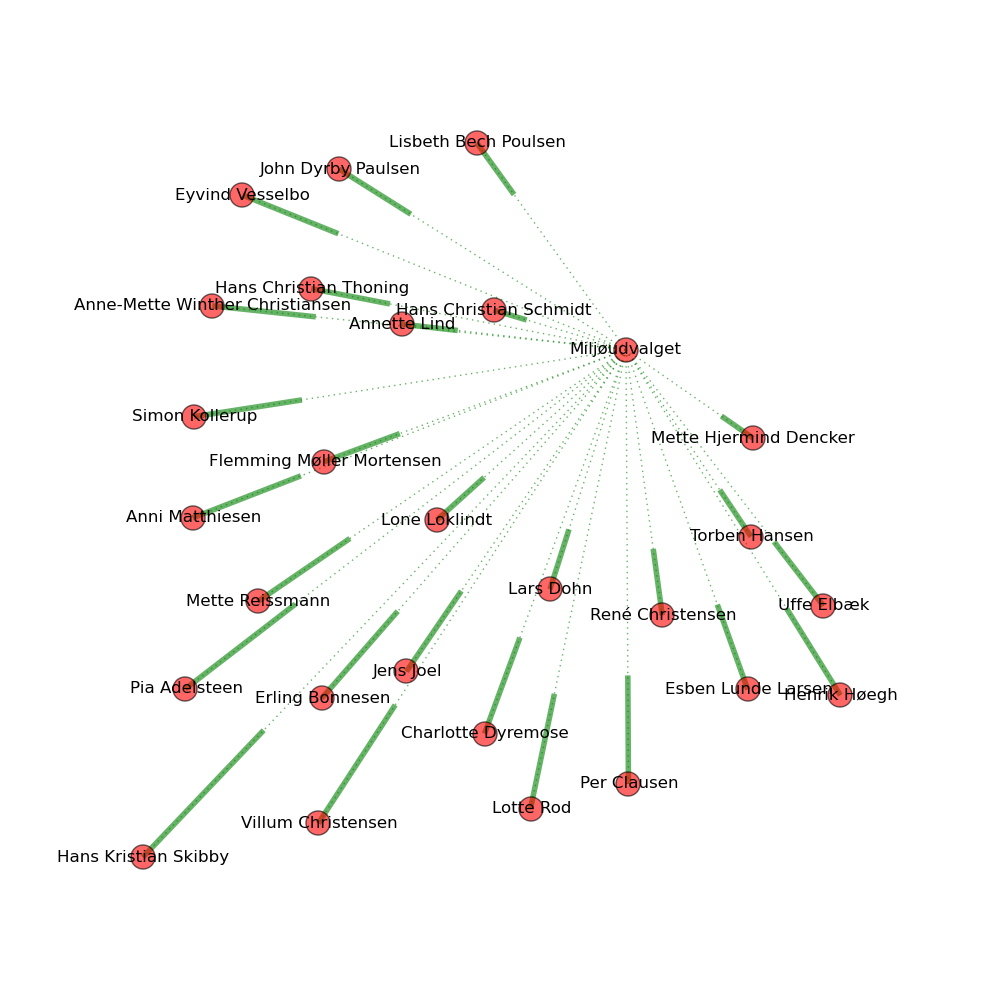 Lisbeth Bech Poulsen
John Dyrby Paulsen
Eyvind Vesselbo
Hans Christian Thoning
Anne-Mette Winther Christiansen
Hans Christian Schmidt
Annette Lind
Miljøudvalget
Simon Kollerup
Mette Hjermind Dencker
Flemming Møller Mortensen
Anni Matthiesen
Lone Loklindt
Torben Hansen
Lars Dohn
Mette Reissmann
Uffe Elbæk
René Christensen
Jens Joel
Pia Adelsteen
Esben Lunde Larsen
Henrik Høegh
Erling Bonnesen
Charlotte Dyremose
Per Clausen
Lotte Rod
Villum Christensen
Hans Kristian Skibby